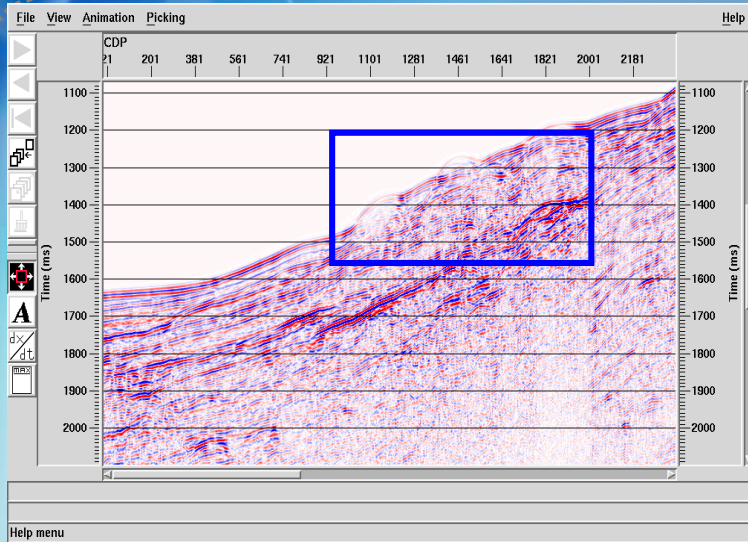 File View Animation Picking Help
CDP
21 201 381 561 741 921 1101 1281 1461 1641 1821 2001 2181
1100 1100
1200 1200
1300 1300
1400 1400
1500 1500
1600 1600
1700 1700
1800 1800
1900 1900
2000 2000
Time (ms) Time (ms)
A
dx/dt
max
Help menu